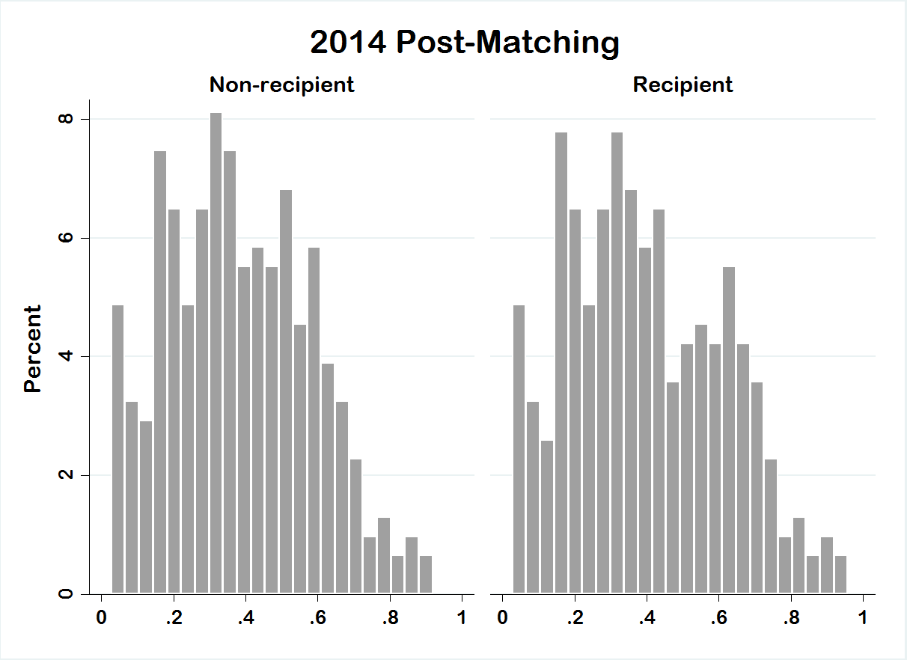 2014 Post-Matching
Non-recipient Recipient
Percent
8
6
4
2
0
0 .2 .4 .6 .8 1 0 .2 .4 .6 .8 1